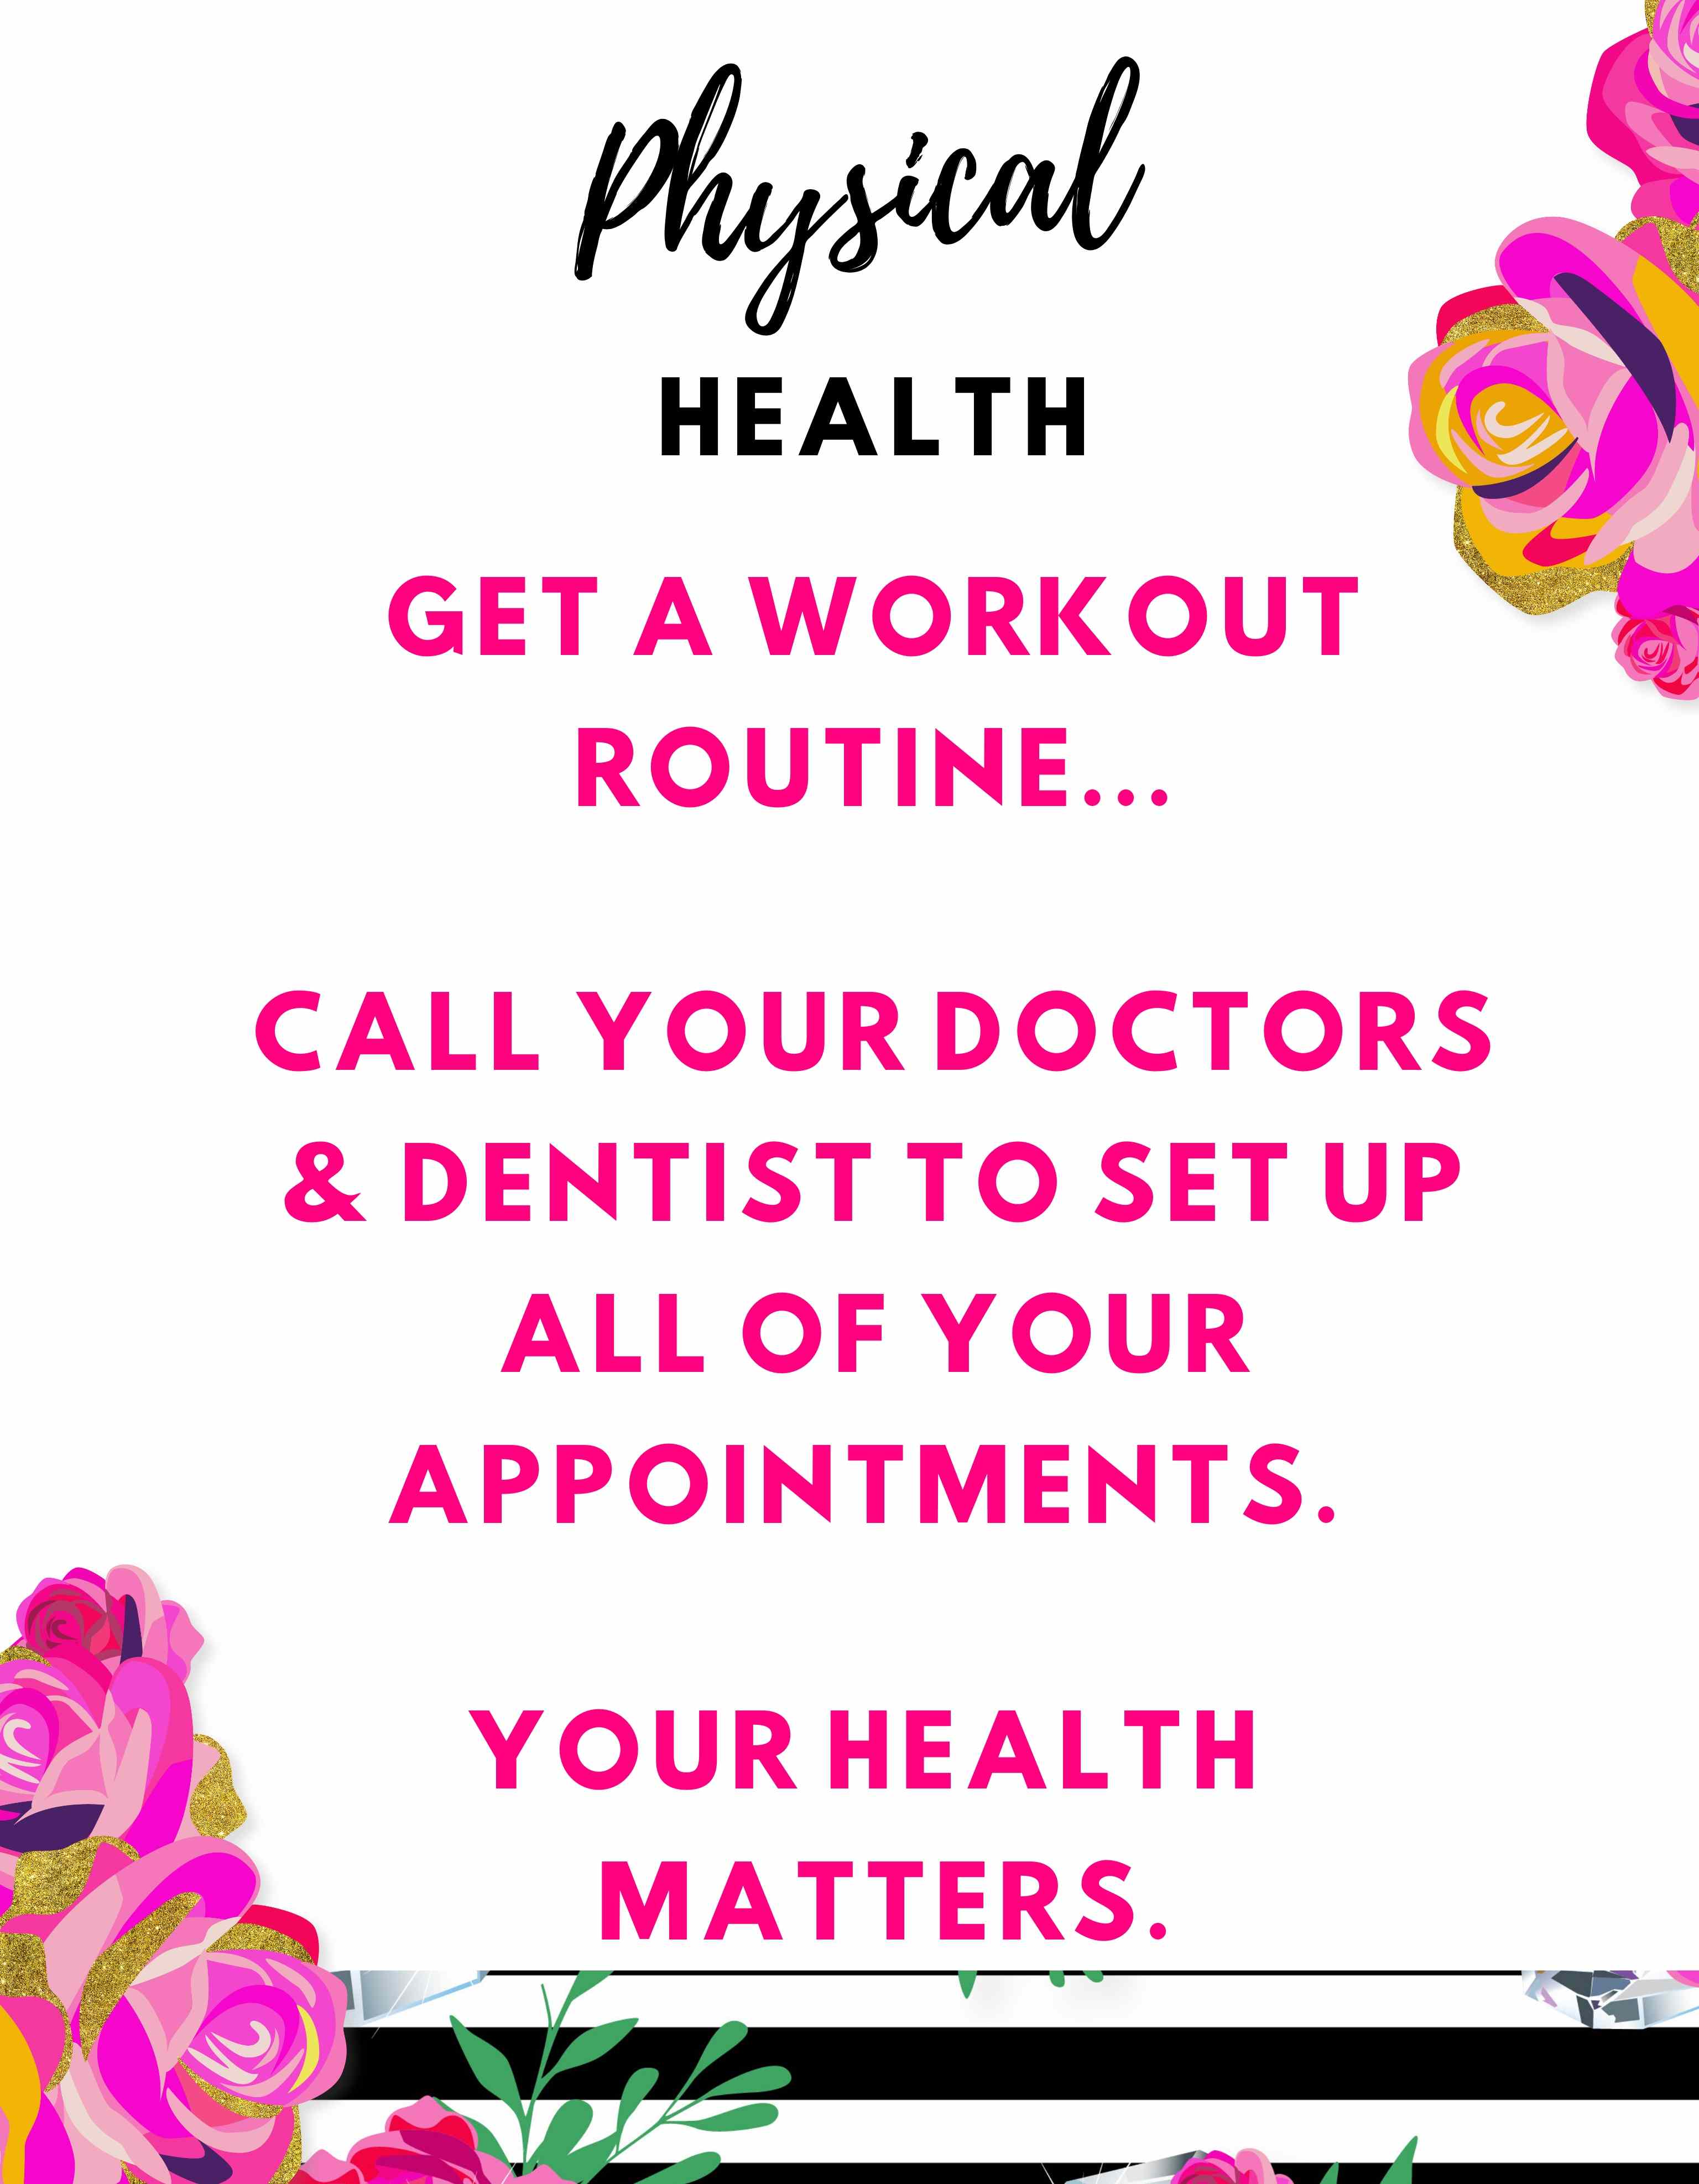 Physical
HEALTH
GET A WORKOUT
ROUTINE...
CALL YOUR DOCTORS
& DENTIST TO SET UP
ALL OF YOUR
APPOINTMENTS.
YOUR HEALTH
MATTERS.